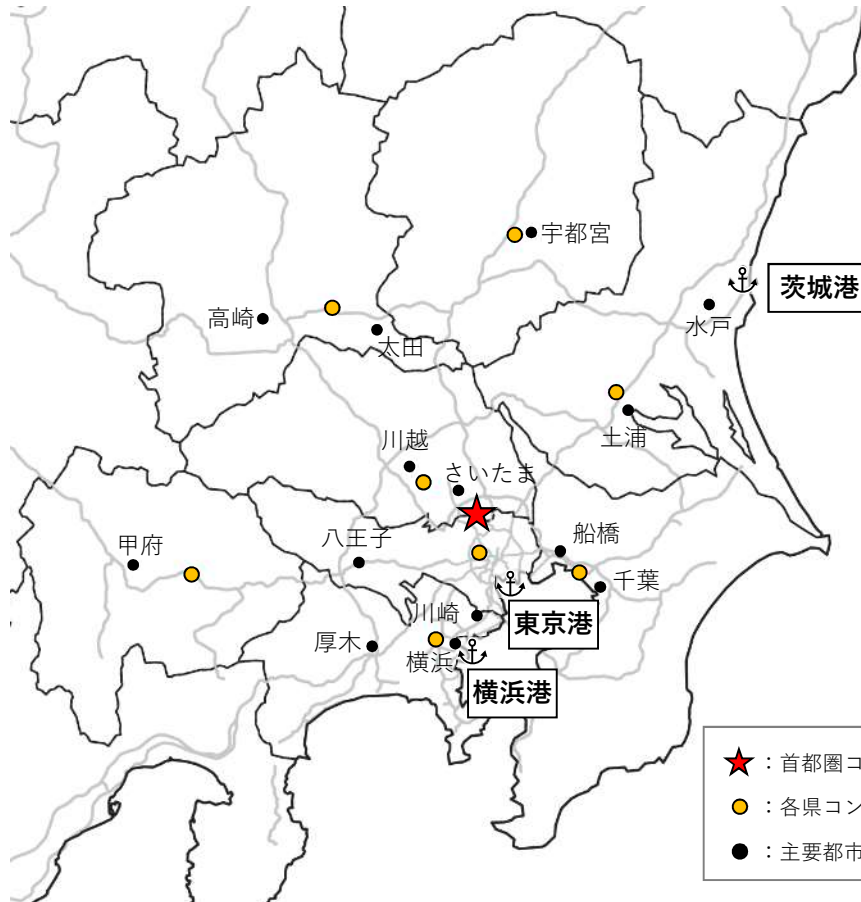 宇都宮
茨城港
水戸
高崎
太田
土浦
川越
さいたま
船橋
八王子
甲府
千葉
川崎
東京港
厚木
横浜
横浜港
：首都圏コ
：各県コン
：主要都市